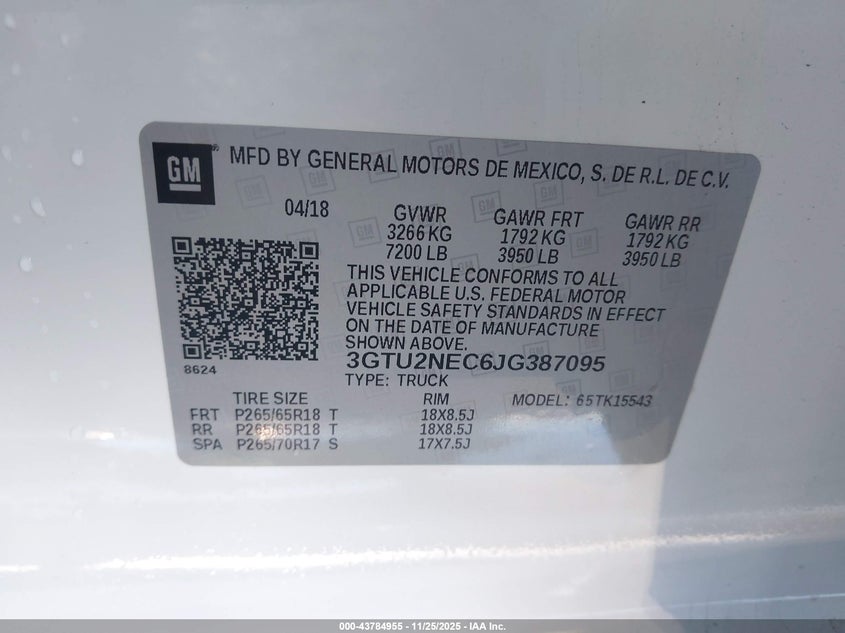 GM® MFD BY GENERAL MOTORS DE MEXICO, S. DE R.L. DE C.V.
04/18
GVWR
3266 KG
7200 LB
GAWR FRT
1792 KG
3950 LB
GAWR RR
1792 KG
3950 LB
THIS VEHICLE CONFORMS TO ALL
APPLICABLE U.S. FEDERAL MOTOR
VEHICLE SAFETY STANDARDS IN EFFECT
ON THE DATE OF MANUFACTURE
SHOWN ABOVE.
8624
3GTU2NEC6JG387095
TYPE: TRUCK
TIRE SIZE RIM MODEL: 65TK15543
FRT P265/65R18 T 18X8.5J
RR P265/65R18 T 18X8.5J
SPA P265/70R17 S 17X7.5J
000-43784955 - 11/25/2025 - IAA Inc.